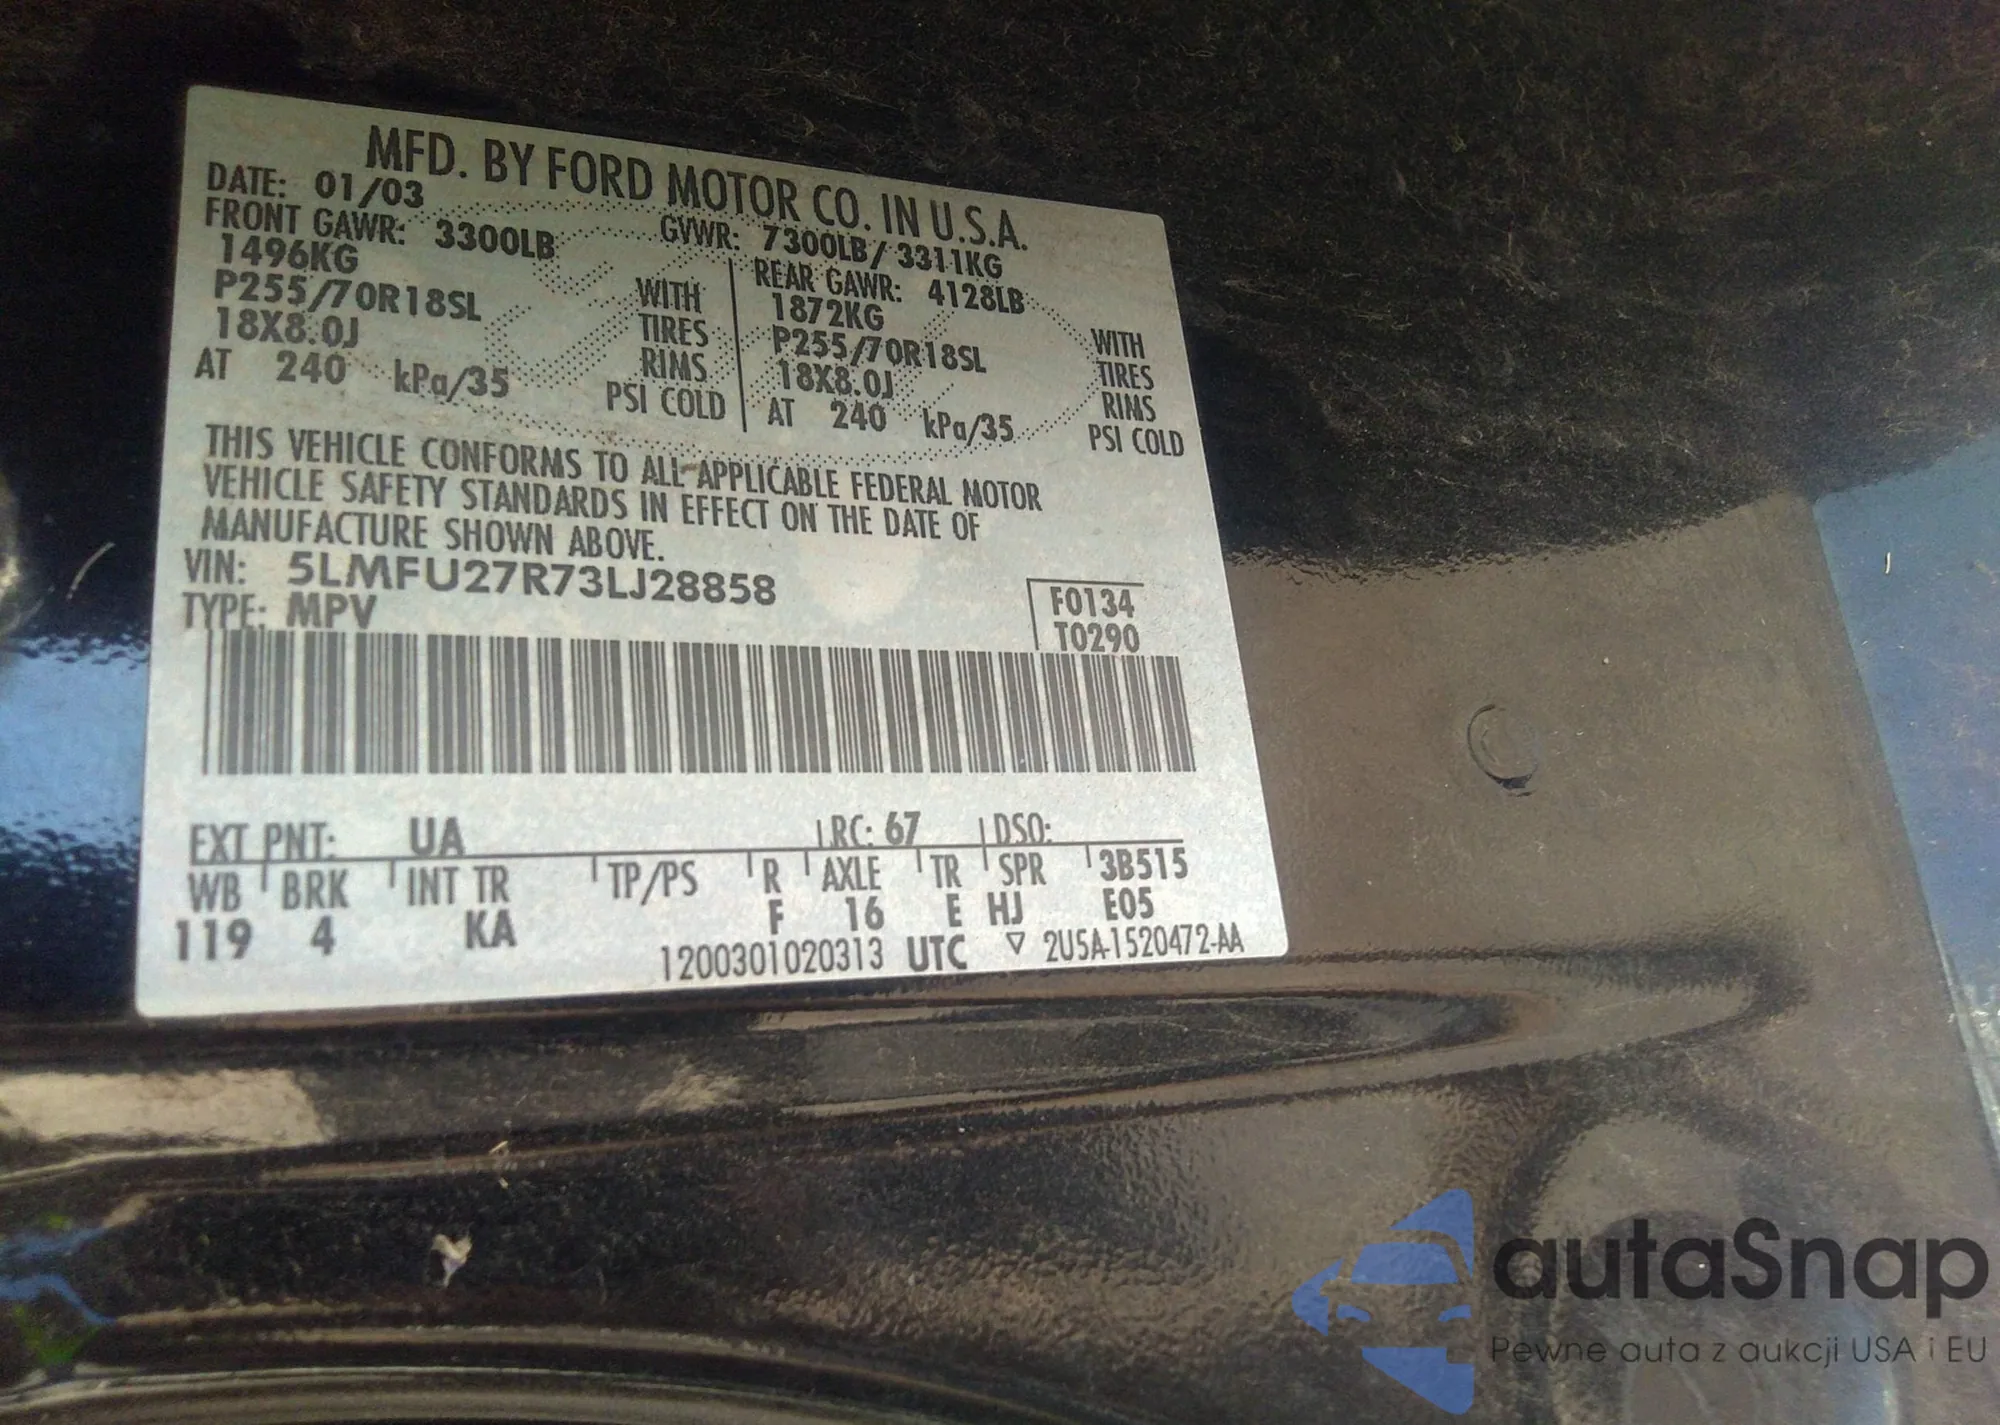 MFD. BY FORD MOTOR CO. IN U.S.A.
DATE: 01/03 GVWR: 7300LB/ 3311KG
FRONT GAWR: 3300LB REAR GAWR: 4128LB
1496KG WITH 1872KG WITH
P255/70R18SL TIRES P255/70R18SL TIRES
18X8.0J RIMS 18X8.0J RIMS
AT 240 kPa/35 PSI COLD AT 240 kPa/35 PSI COLD
THIS VEHICLE CONFORMS TO ALL APPLICABLE FEDERAL MOTOR
VEHICLE SAFETY STANDARDS IN EFFECT ON THE DATE OF
MANUFACTURE SHOWN ABOVE.
VIN: 5LMFU27R73LJ28858
TYPE: MPV
F0134
T0290
EXT PNT: UA RC: 67 DSO:
WB BRK INT TR TP/PS R AXLE TR SPR 3B515
119 4 KA F 16 E HJ E05
1200301020313 UTC ▽ 2U5A-1520472-AA
autaSnap
Pewne auta z aukcji USA i EU